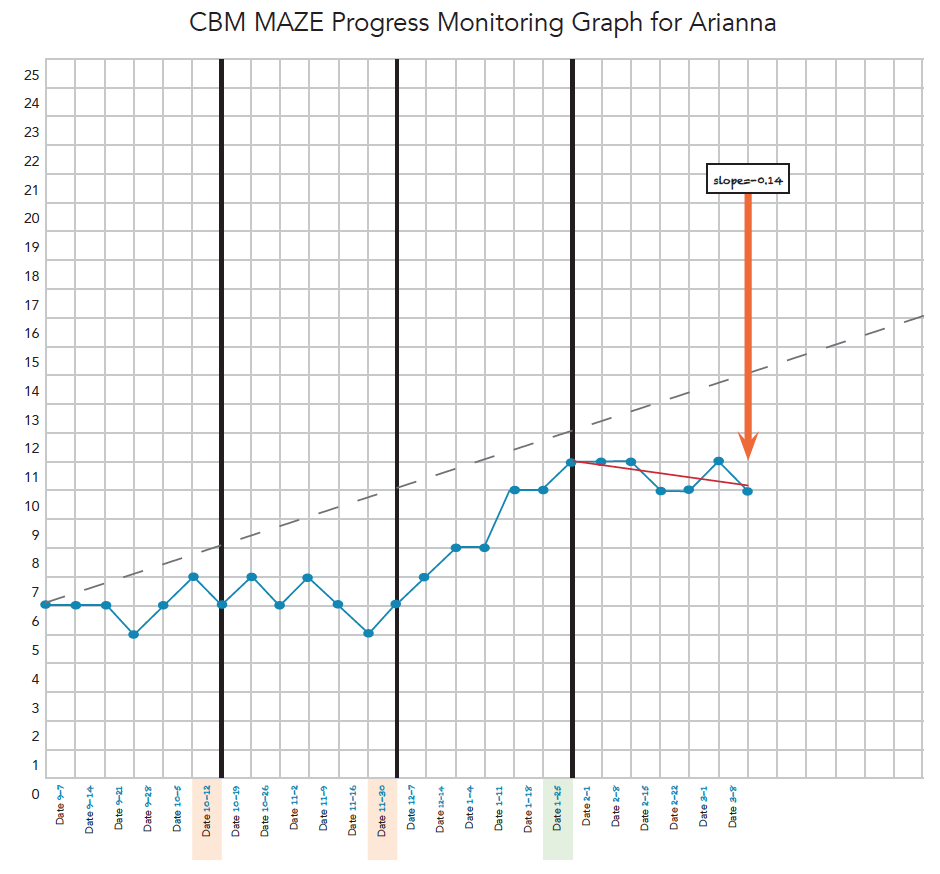 CBM MAZE Progress Monitoring Graph for Arianna
25
24
23
22
slope=-0.14
21
20
19
18
17
16
15
14
13
12
11
10
9
8
7
6
5
4
3
2
1
0
Date 9-7
Date 9-14
Date 9-21
Date 9-28
Date 10-5
Date 10-12
Date 10-19
Date 10-26
Date 11-2
Date 11-9
Date 11-16
Date 11-30
Date 12-7
Date 12-14
Date 1-4
Date 1-11
Date 1-18
Date 1-25
Date 2-1
Date 2-8
Date 2-15
Date 2-22
Date 3-1
Date 3-8